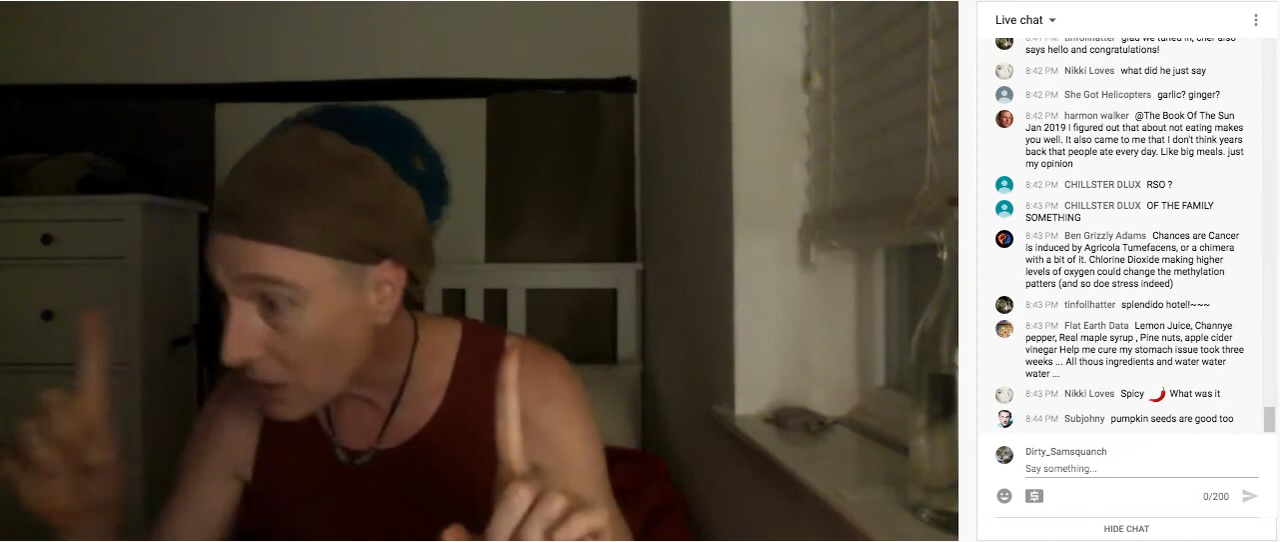 Live chat
8:41 PM tinfoilhatter glad we tuned in, chef also
says hello and congratulations!
8:42 PM Nikki Loves what did he just say
8:42 PM She Got Helicopters garlic? ginger?
8:42 PM harmon walker @The Book Of The Sun
Jan 2019 I figured out that about not eating makes
you well. It also came to me that I don't think years
back that people ate every day. Like big meals. just
my opinion
8:42 PM CHILLSTER DLUX RSO ?
8:43 PM CHILLSTER DLUX OF THE FAMILY
SOMETHING
8:43 PM Ben Grizzly Adams Chances are Cancer
is induced by Agricola Tumefacens, or a chimera
with a bit of it. Chlorine Dioxide making higher
levels of oxygen could change the methylation
patters (and so doe stress indeed)
8:43 PM tinfoilhatter splendido hotel!~~~
8:43 PM Flat Earth Data Lemon Juice, Channye
pepper, Real maple syrup , Pine nuts, apple cider
vinegar Help me cure my stomach issue took three
weeks ... All thous ingredients and water water
water ...
8:43 PM Nikki Loves Spicy 🌶 What was it
8:44 PM Subjohny pumpkin seeds are good too
Dirty_Samsquanch
Say something...
0/200
HIDE CHAT